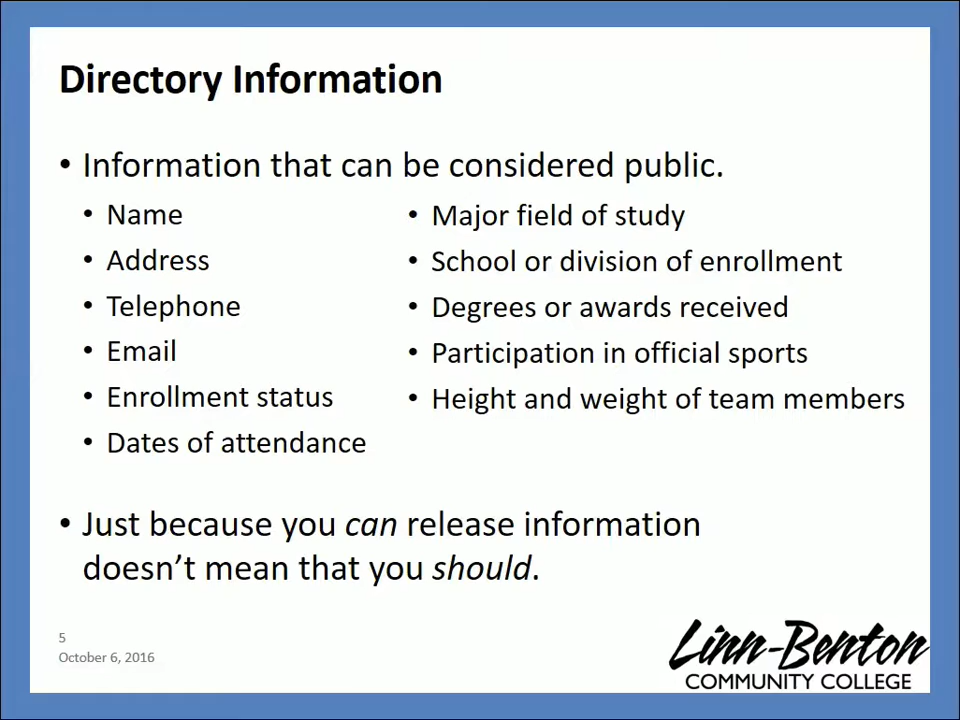 Directory Information
• Information that can be considered public.
• Name
• Address
• Telephone
• Email
• Enrollment status
• Dates of attendance
• Major field of study
• School or division of enrollment
• Degrees or awards received
• Participation in official sports
• Height and weight of team members
• Just because you can release information
doesn’t mean that you should.
5
October 6, 2016
Linn-Benton
COMMUNITY COLLEGE